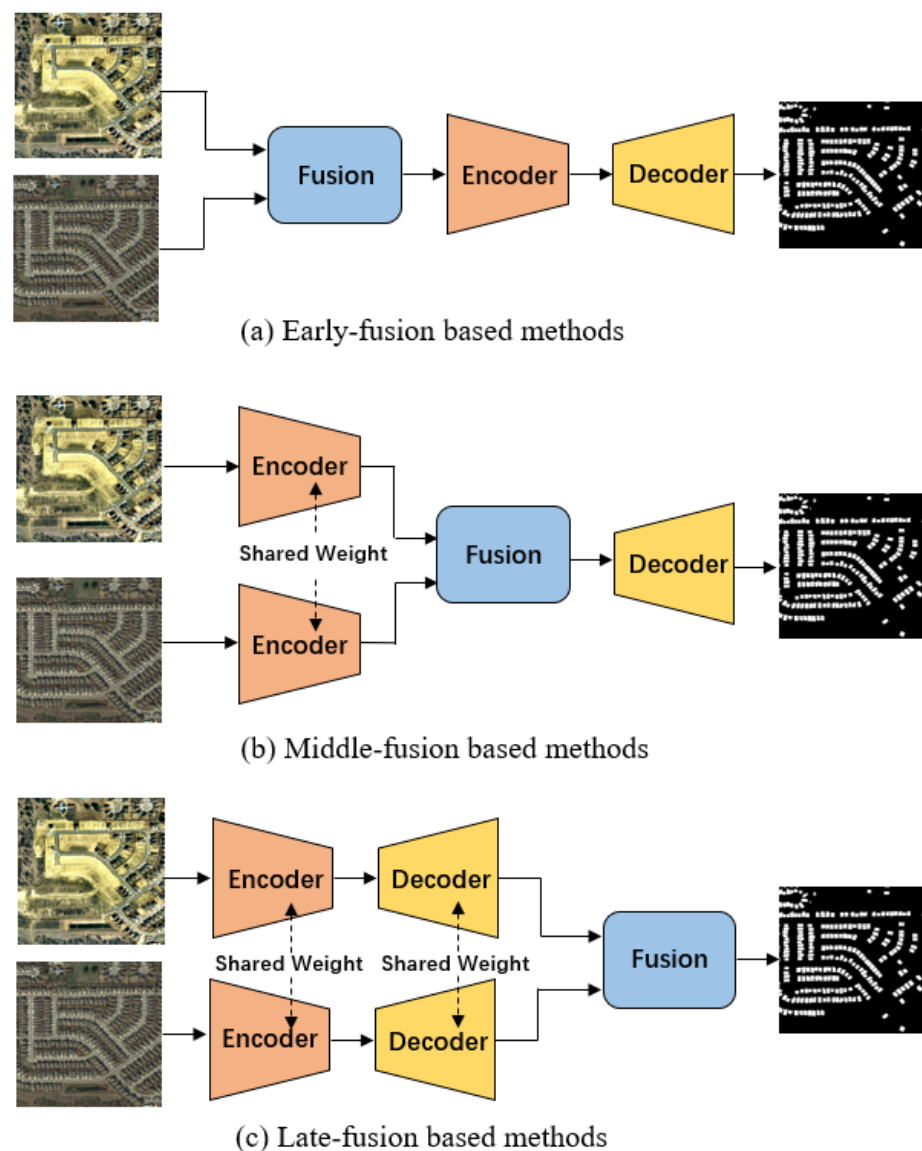 Fusion
Encoder
Decoder
(a) Early-fusion based methods
Encoder
Shared Weight
Fusion
Decoder
Encoder
(b) Middle-fusion based methods
Encoder
Decoder
Shared Weight
Shared Weight
Fusion
Encoder
Decoder
(c) Late-fusion based methods